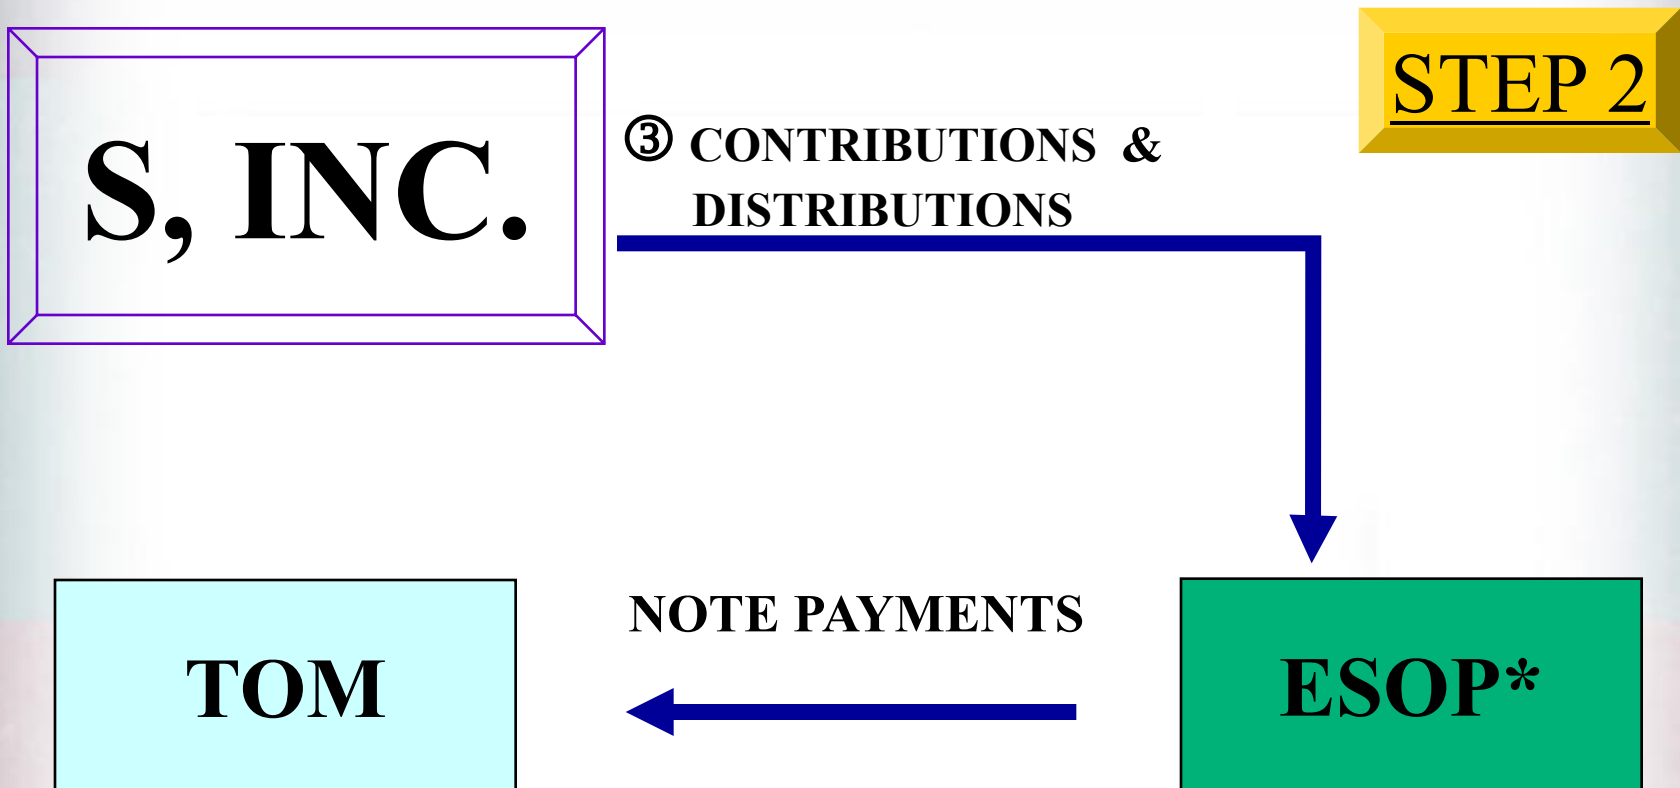 STEP 2
S, INC.
③ CONTRIBUTIONS &
DISTRIBUTIONS
NOTE PAYMENTS
TOM
ESOP*